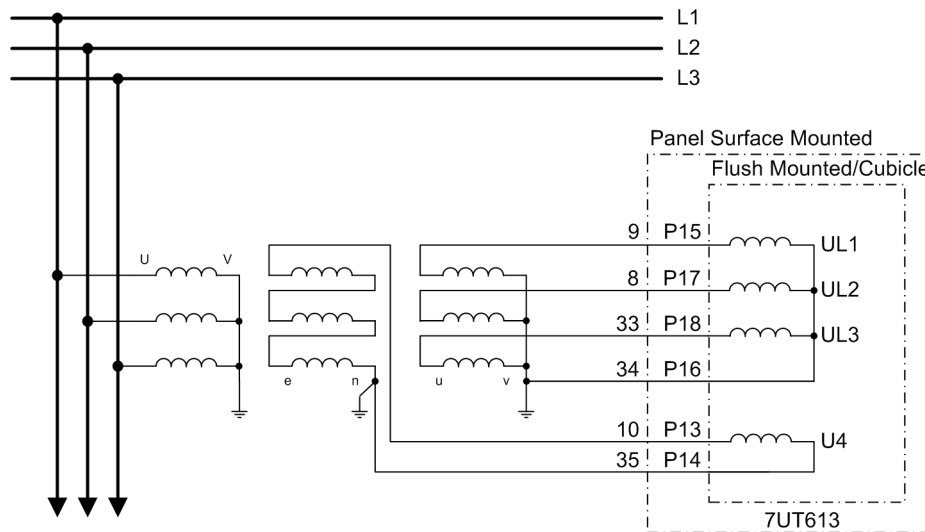 L1
L2
L3
Panel Surface Mounted
Flush Mounted/Cubicle
9 P15 UL1
U V
8 P17 UL2
33 P18 UL3
34 P16
e n u v
10 P13 U4
35 P14
7UT613